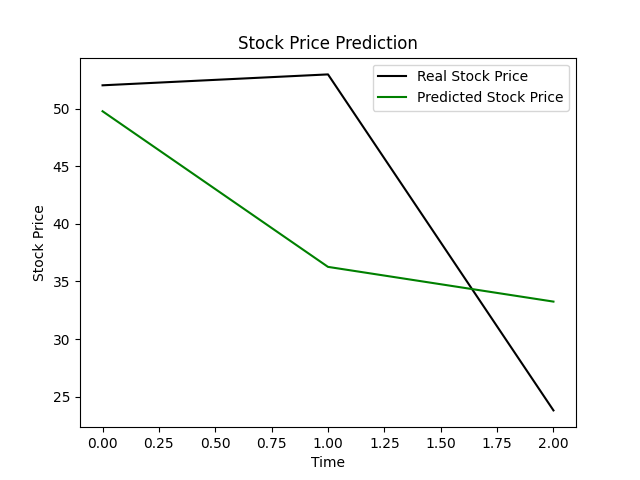 Stock Price Prediction
Real Stock Price
Predicted Stock Price
Stock Price
50
45
40
35
30
25
0.00 0.25 0.50 0.75 1.00 1.25 1.50 1.75 2.00
Time